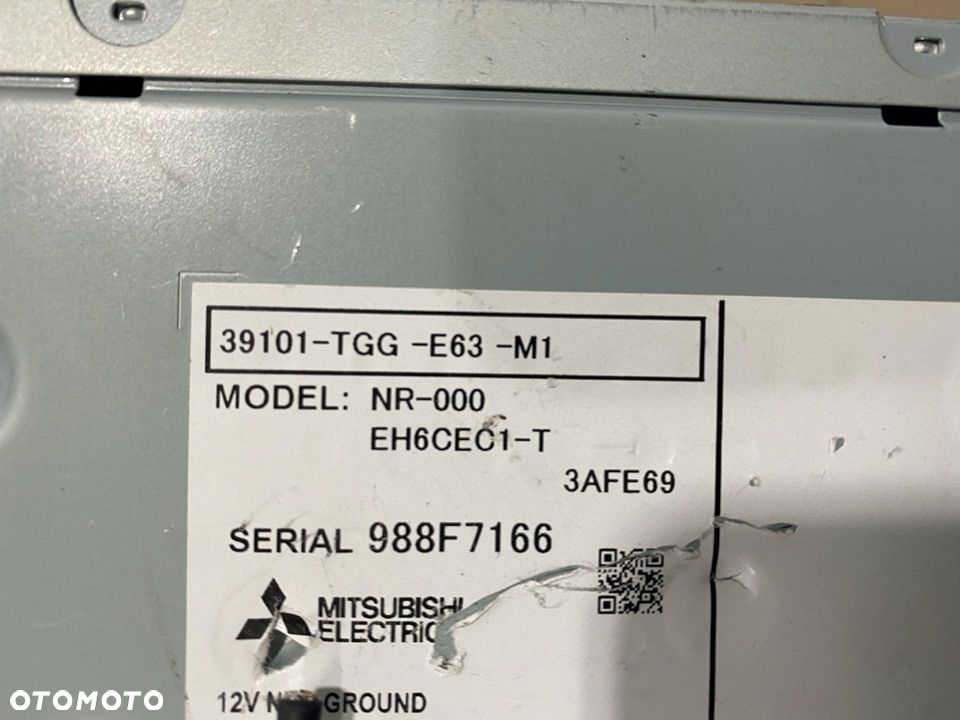 39101-TGG -E63 -M1
MODEL: NR-000
EH6CEC1-T
3AFE69
SERIAL 988F7166
MITSUBISHI
ELECTRIC
12V GROUND
OTOMOTO